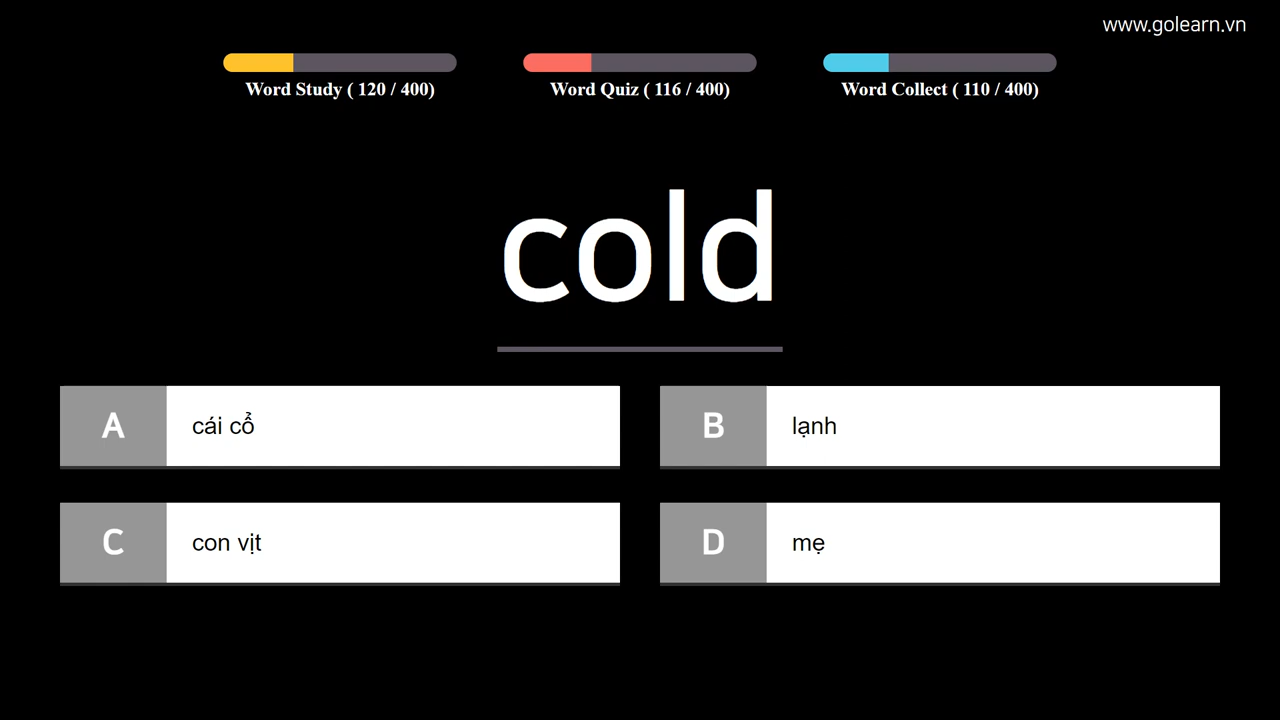 www.golearn.vn
Word Study ( 120 / 400)
Word Quiz ( 116 / 400)
Word Collect ( 110 / 400)
cold
A cái cổ
B lạnh
C con vịt
D mẹ